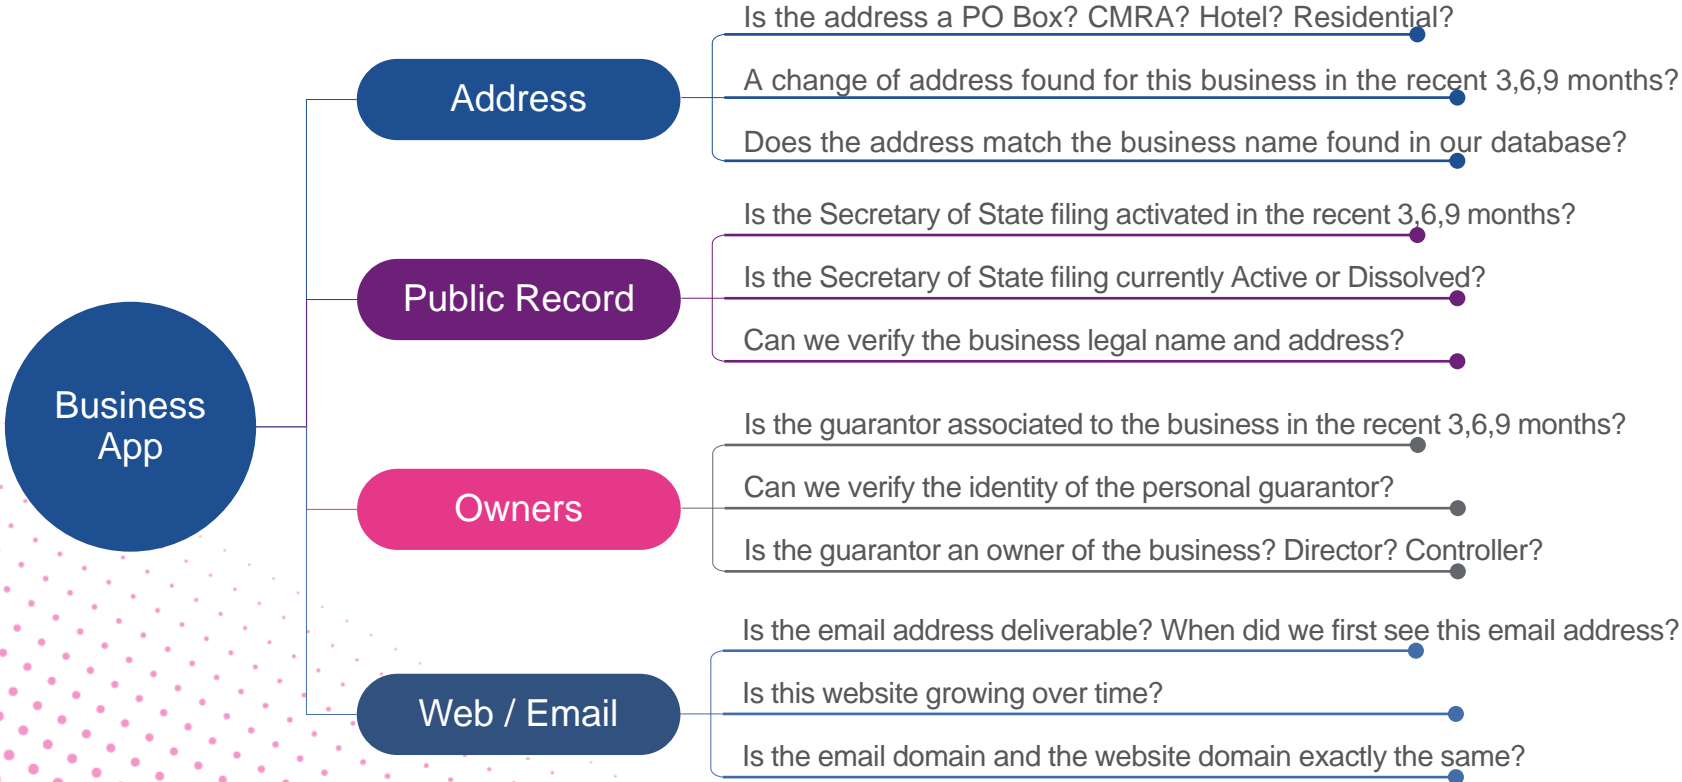 Business
App
Address
Is the address a PO Box? CMRA? Hotel? Residential?
A change of address found for this business in the recent 3,6,9 months?
Does the address match the business name found in our database?
Public Record
Is the Secretary of State filing activated in the recent 3,6,9 months?
Is the Secretary of State filing currently Active or Dissolved?
Can we verify the business legal name and address?
Owners
Is the guarantor associated to the business in the recent 3,6,9 months?
Can we verify the identity of the personal guarantor?
Is the guarantor an owner of the business? Director? Controller?
Web / Email
Is the email address deliverable? When did we first see this email address?
Is this website growing over time?
Is the email domain and the website domain exactly the same?